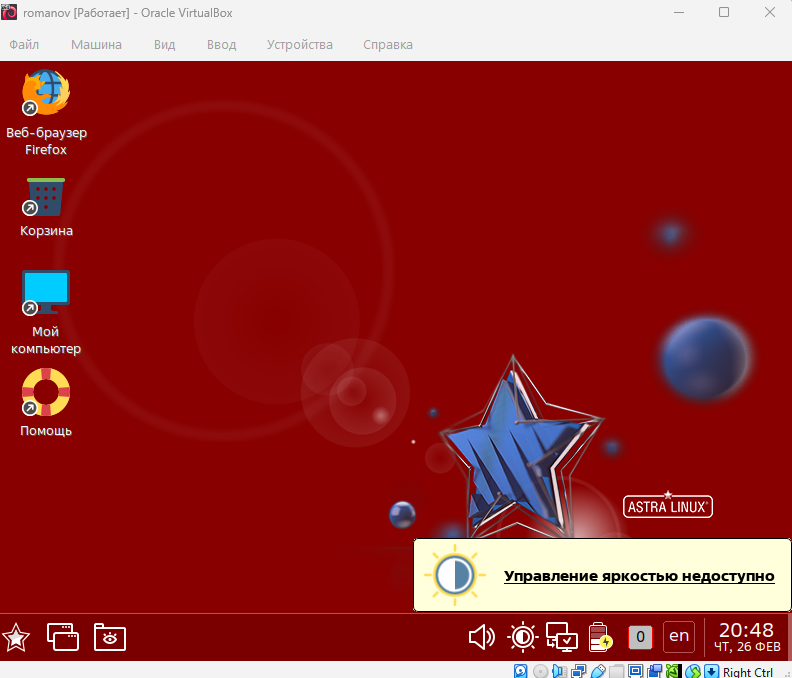 romanov [Работает] - Oracle VirtualBox
Файл Машина Вид Ввод Устройства Справка
Веб-браузер
Firefox
Корзина
Мой
компьютер
Помощь
ASTRA LINUX®
Управление яркостью недоступно
0 en 20:48
ЧТ, 26 ФЕВ
Right Ctrl